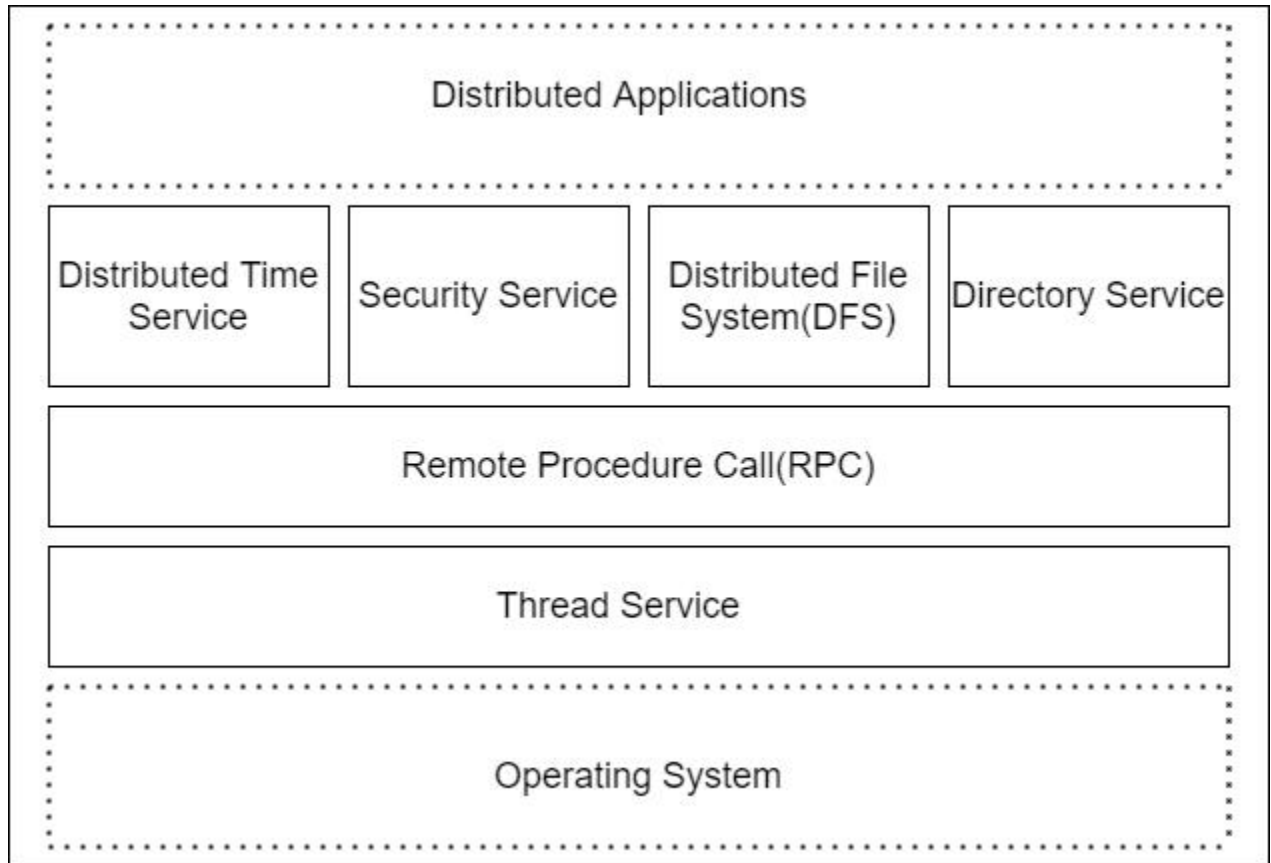 Distributed Applications
Distributed Time
Service
Security Service
Distributed File
System(DFS)
Directory Service
Remote Procedure Call(RPC)
Thread Service
Operating System